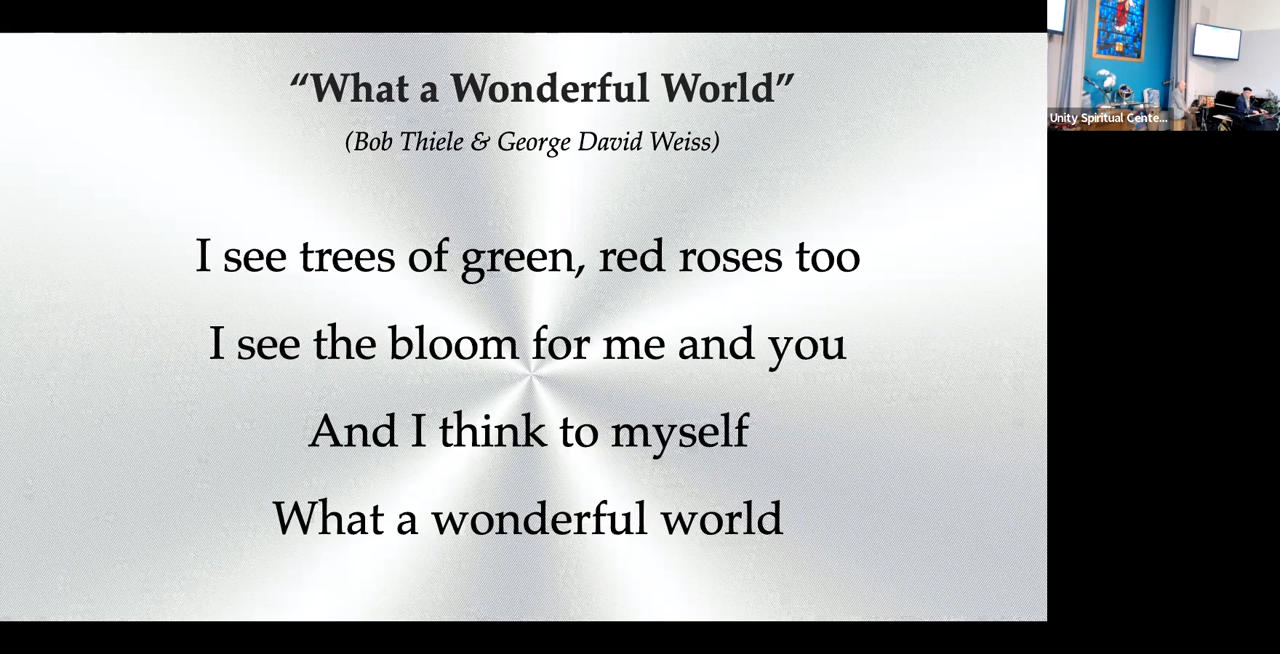 “What a Wonderful World”
(Bob Thiele & George David Weiss)
I see trees of green, red roses too
I see the bloom for me and you
And I think to myself
What a wonderful world
Unity Spiritual Cente...